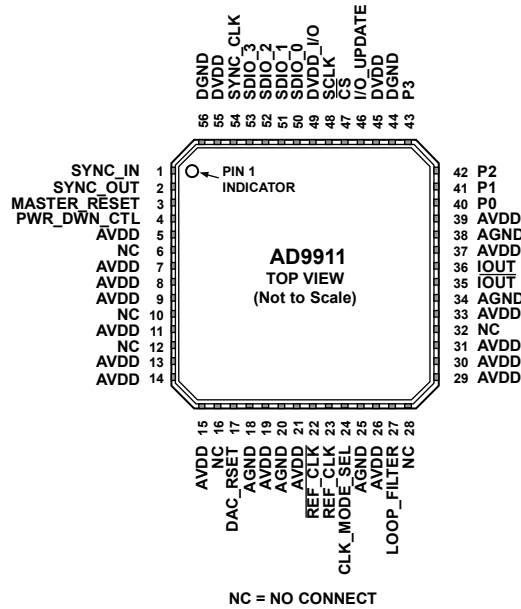 56 DGND
55 DVDD
54 SYNC_CLK
53 SDIO_3
52 SDIO_2
51 SDIO_1
50 SDIO_0
49 DVDD_I/O
48 SCLK
47 CS
46 I/O_UPDATE
45 DVDD
44 DGND
43 P3
SYNC_IN 1
SYNC_OUT 2
MASTER_RESET 3
PWR_DWN_CTL 4
AVDD 5
NC 6
AVDD 7
AVDD 8
AVDD 9
NC 10
AVDD 11
NC 12
AVDD 13
AVDD 14
PIN 1
INDICATOR
AD9911
TOP VIEW
(Not to Scale)
42 P2
41 P1
40 P0
39 AVDD
38 AGND
37 AVDD
36 IOUT
35 IOUT
34 AGND
33 AVDD
32 NC
31 AVDD
30 AVDD
29 AVDD
AVDD 15
NC 16
DAC_RSET 17
AGND 18
AVDD 19
AGND 20
AVDD 21
REF_CLK 22
REF_CLK 23
CLK_MODE_SEL 24
AGND 25
AVDD 26
LOOP_FILTER 27
NC 28
NC = NO CONNECT